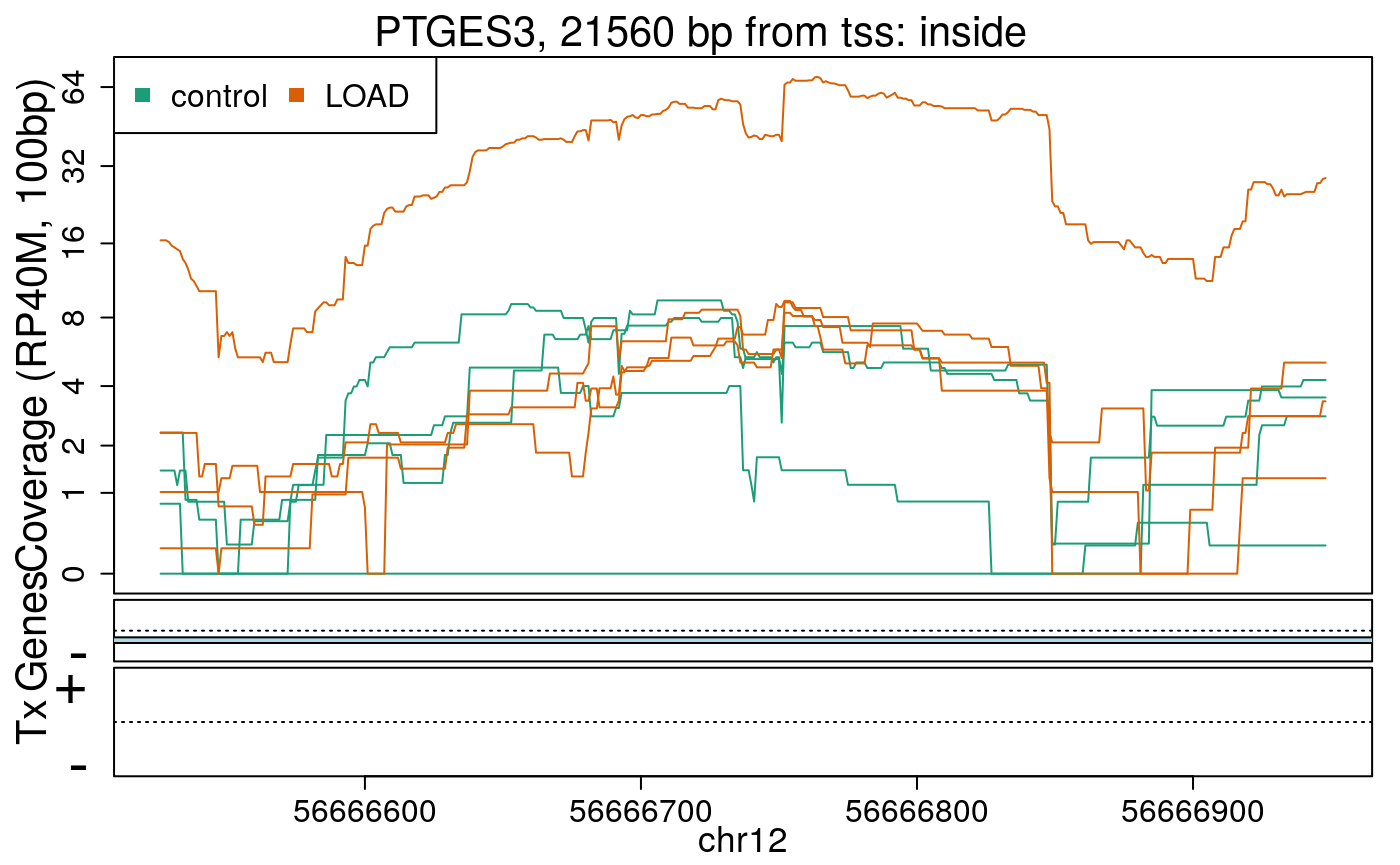 PTGES3, 21560 bp from tss: inside
control LOAD
Coverage (RP40M, 100bp)
64
32
16
8
4
2
1
0
Genes
-
Tx
+
-
56666600 56666700 56666800 56666900
chr12